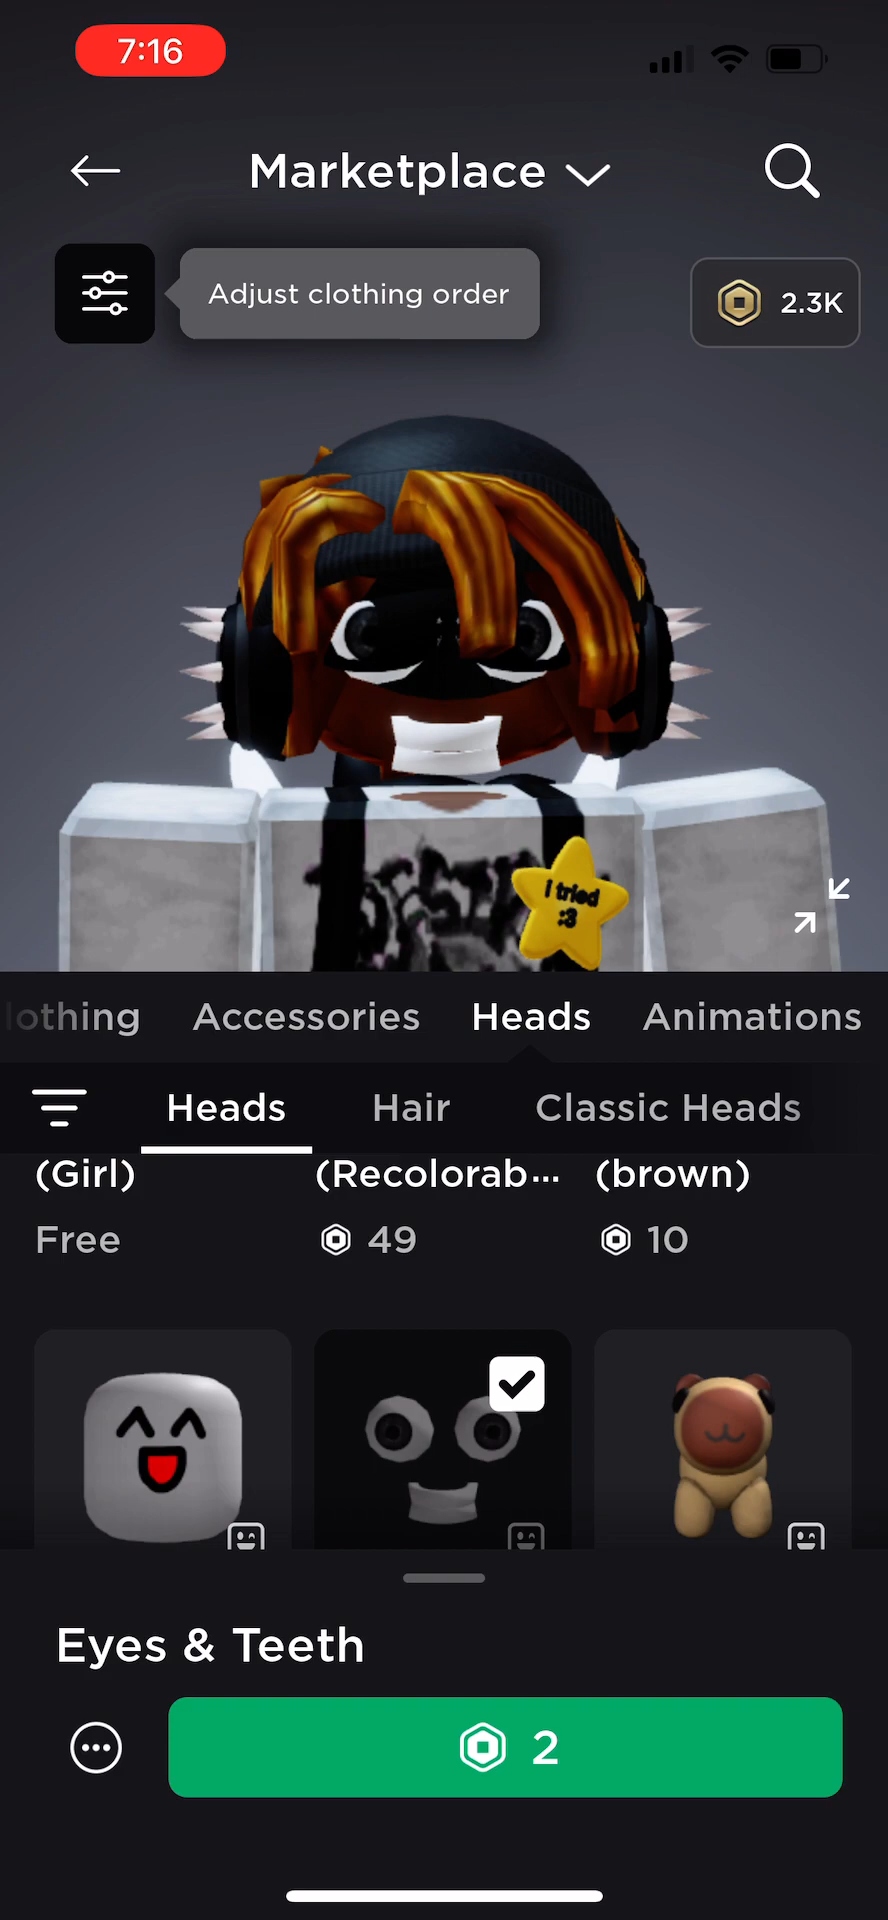 7:16
Marketplace
Adjust clothing order
2.3K
i tried
:3
lothing Accessories Heads Animations
Heads Hair Classic Heads
(Girl) (Recolorab... (brown)
Free 49 10
Eyes & Teeth
2